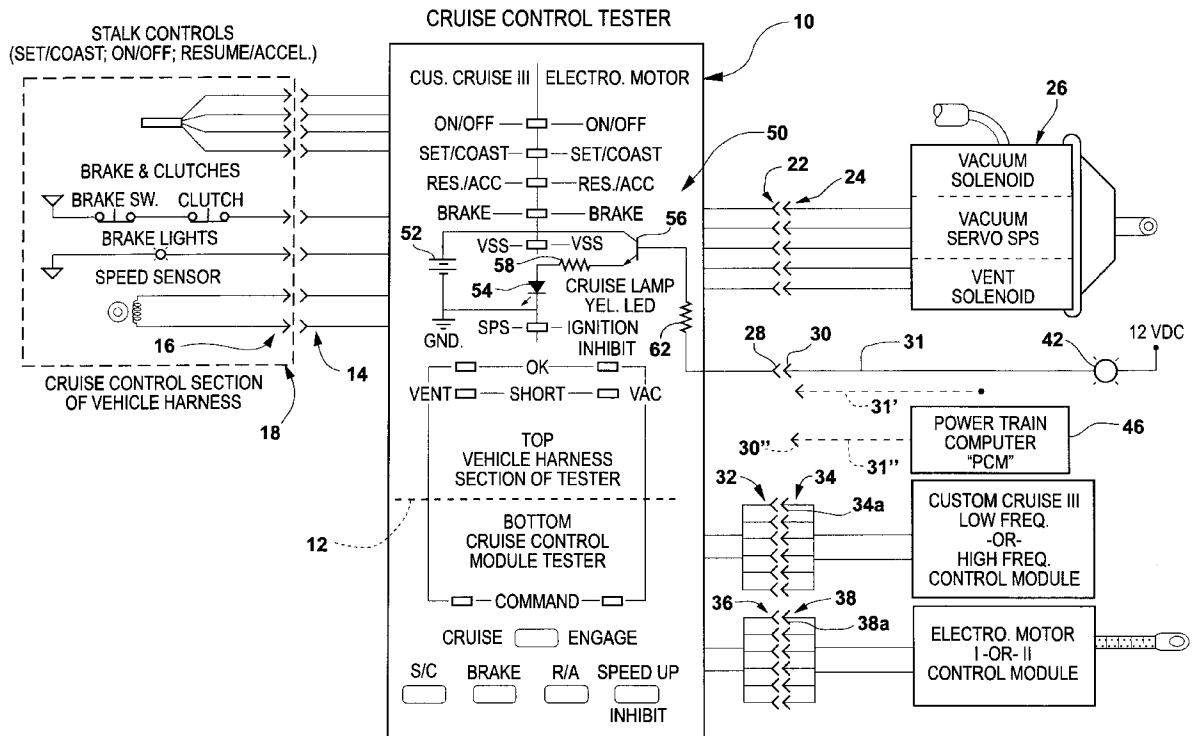 CRUISE CONTROL TESTER
10
STALK CONTROLS
(SET/COAST; ON/OFF; RESUME/ACCEL.)
BRAKE & CLUTCHES
BRAKE SW. CLUTCH
BRAKE LIGHTS
SPEED SENSOR
16
14
CRUISE CONTROL SECTION
OF VEHICLE HARNESS
18
CUS. CRUISE III ELECTRO. MOTOR
ON/OFF ON/OFF
SET/COAST SET/COAST
RES./ACC RES./ACC
BRAKE BRAKE
50
56
52
VSS VSS
58
54
CRUISE LAMP
YEL. LED
GND.
SPS IGNITION
INHIBIT
62
OK
VENT SHORT VAC
TOP
VEHICLE HARNESS
SECTION OF TESTER
12
BOTTOM
CRUISE CONTROL
MODULE TESTER
COMMAND
CRUISE ENGAGE
S/C BRAKE R/A SPEED UP
INHIBIT
22
24
26
VACUUM
SOLENOID
VACUUM
SERVO SPS
VENT
SOLENOID
28
30
31
42
12 VDC
31'
30''
31''
POWER TRAIN
COMPUTER
"PCM"
46
32
34
34a
CUSTOM CRUISE III
LOW FREQ.
-OR-
HIGH FREQ.
CONTROL MODULE
36
38
38a
ELECTRO. MOTOR
I -OR- II
CONTROL MODULE